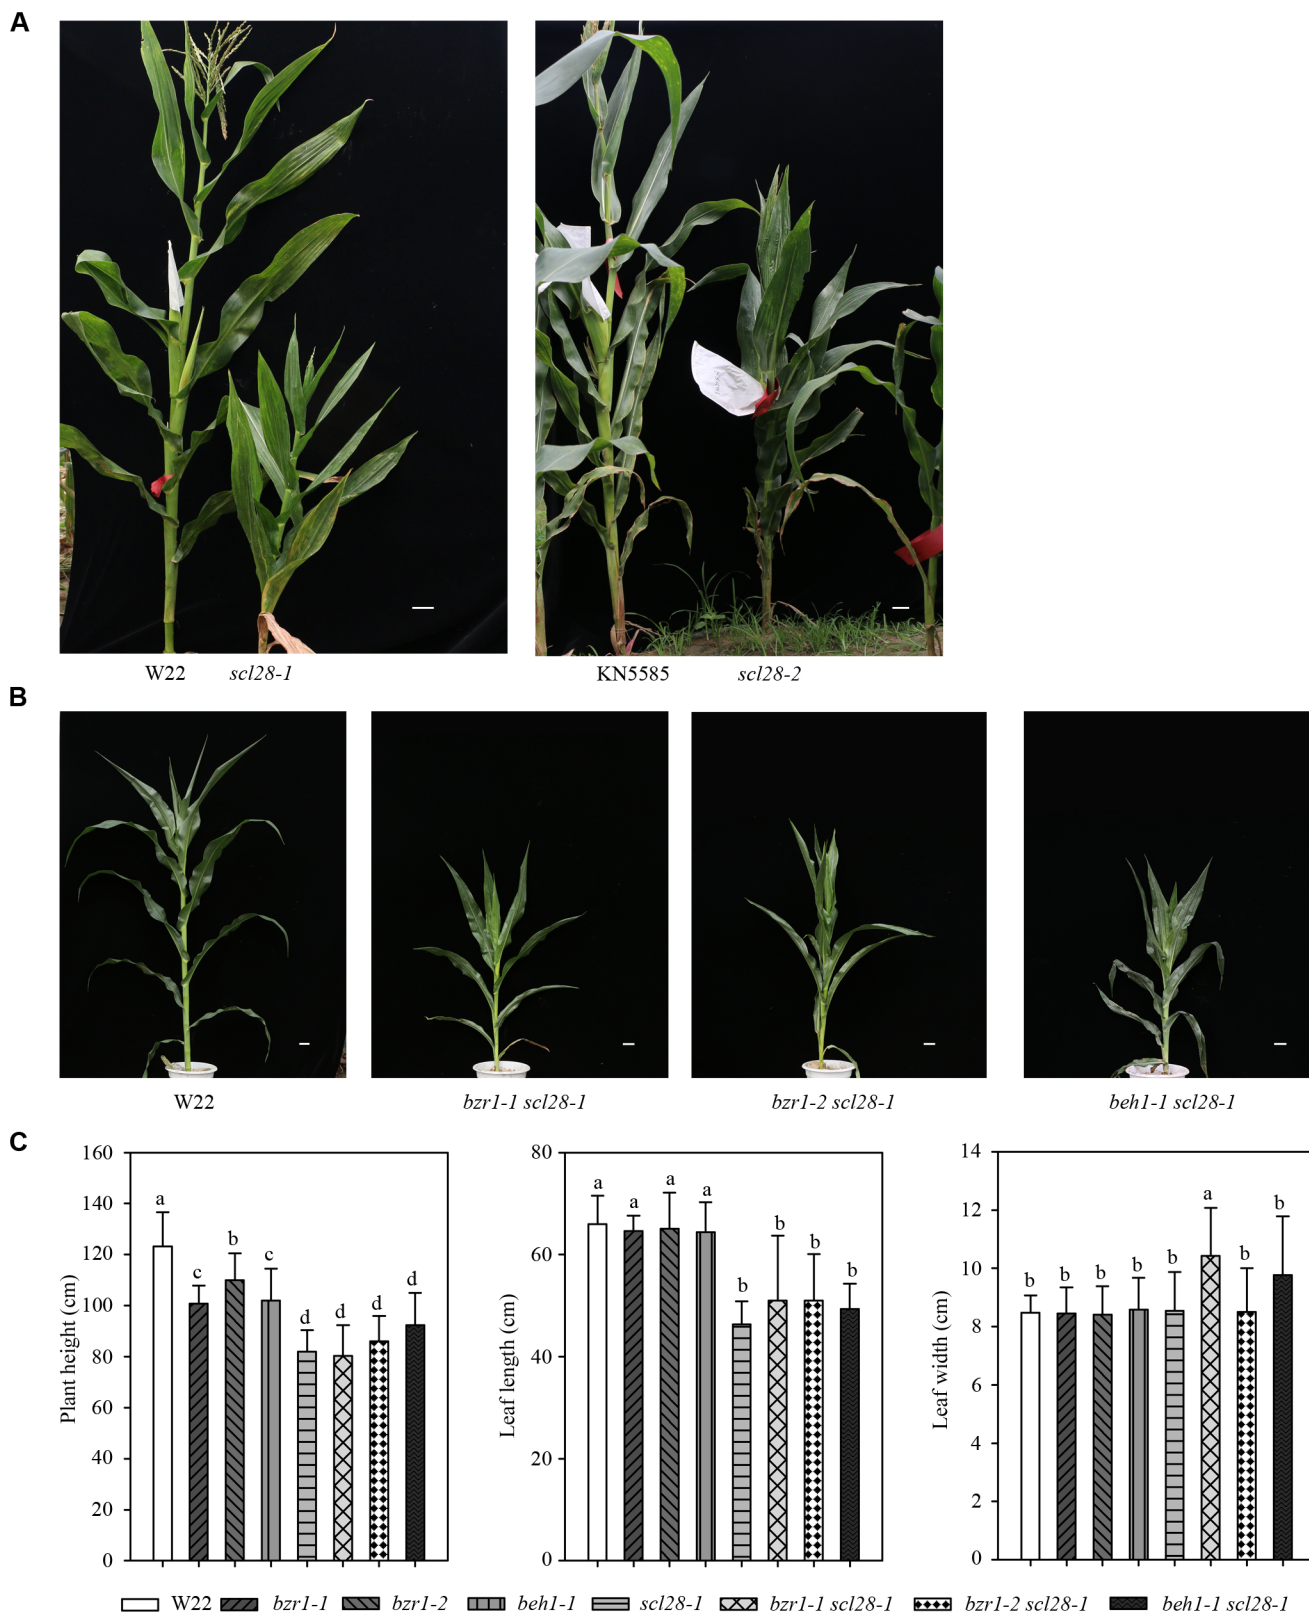 A
W22 scl28-1 KN5585 scl28-2
B
W22 bzr1-1 scl28-1 bzr1-2 scl28-1 beh1-1 scl28-1
C
Plant height (cm)
160
140
120
100
80
60
40
20
0
a
c
b
c
d
d
d
d
Leaf length (cm)
80
60
40
20
0
a
a
a
a
b
b
b
b
Leaf width (cm)
14
12
10
8
6
4
2
0
b
b
b
b
b
a
b
b
W22 bzr1-1 bzr1-2 beh1-1 scl28-1 bzr1-1 scl28-1 bzr1-2 scl28-1 beh1-1 scl28-1